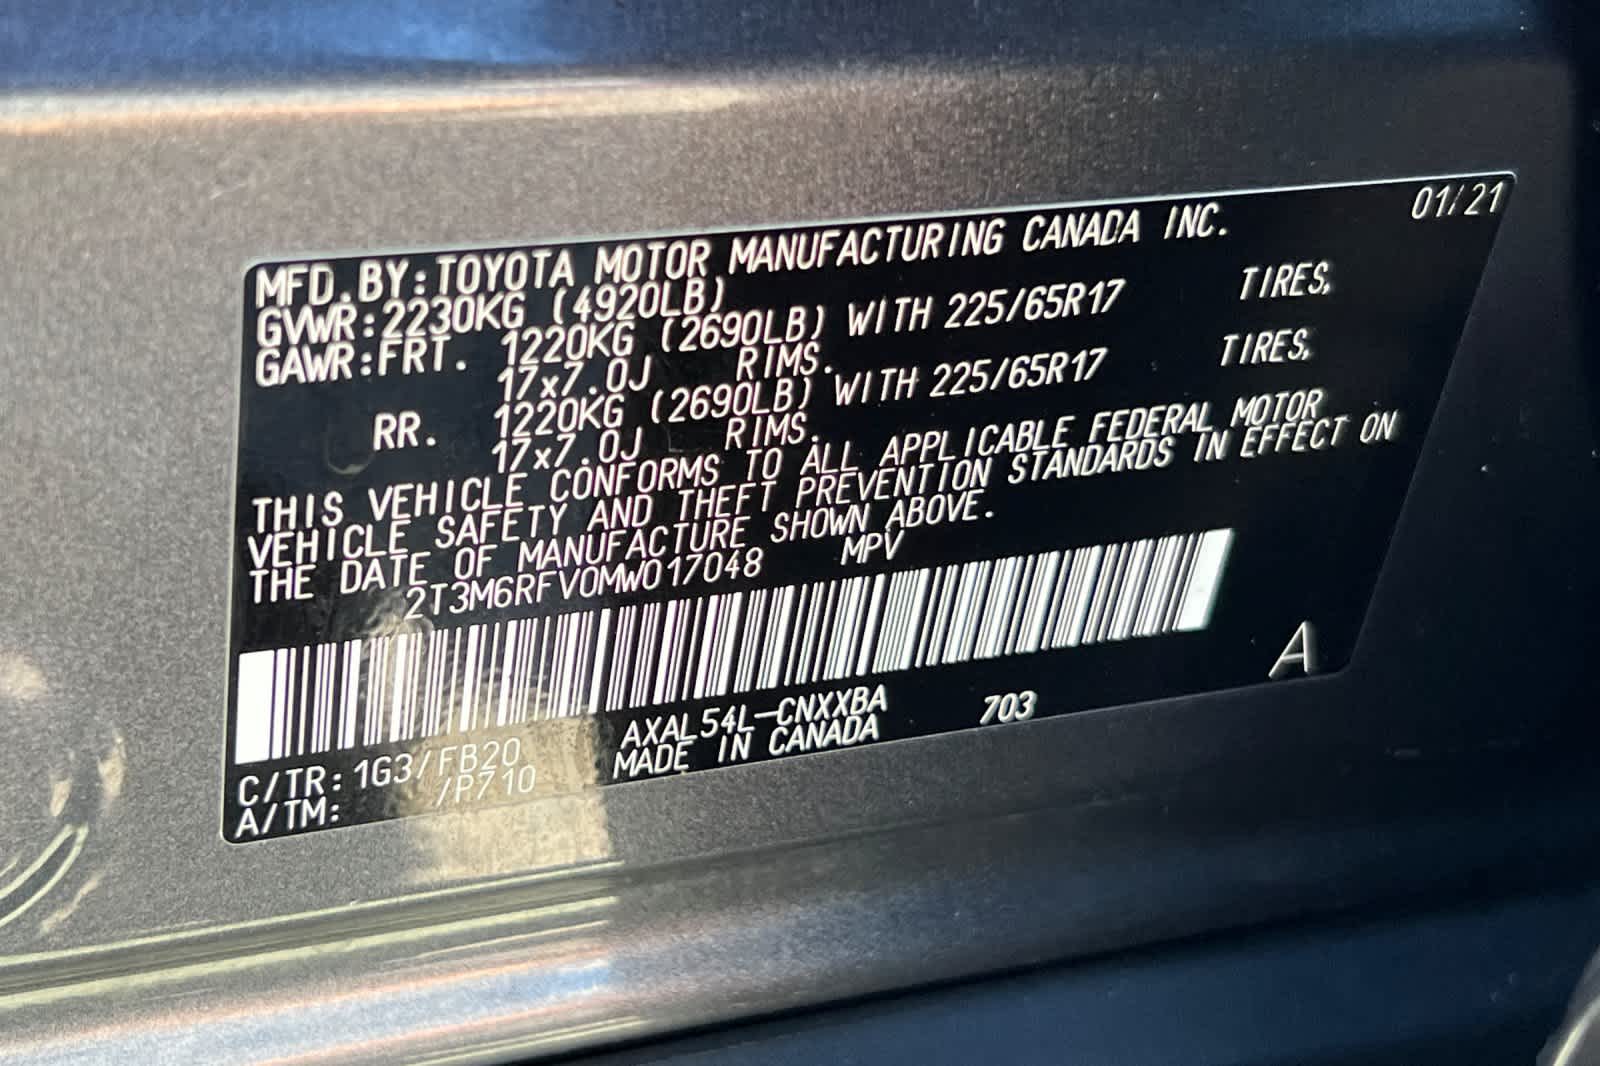 01/21
MFD.BY:TOYOTA MOTOR MANUFACTURING CANADA INC.
GVWR:2230KG (4920LB)
GAWR:FRT. 1220KG (2690LB) WITH 225/65R17 TIRES,
17x7.0J RIMS.
RR. 1220KG (2690LB) WITH 225/65R17 TIRES,
17x7.0J RIMS.
THIS VEHICLE CONFORMS TO ALL APPLICABLE FEDERAL MOTOR
VEHICLE SAFETY AND THEFT PREVENTION STANDARDS IN EFFECT ON
THE DATE OF MANUFACTURE SHOWN ABOVE.
2T3M6RFV0MW017048 MPV
A
C/TR:1G3/FB20 AXAL54L-CNXXBA 703
A/TM: /P710 MADE IN CANADA